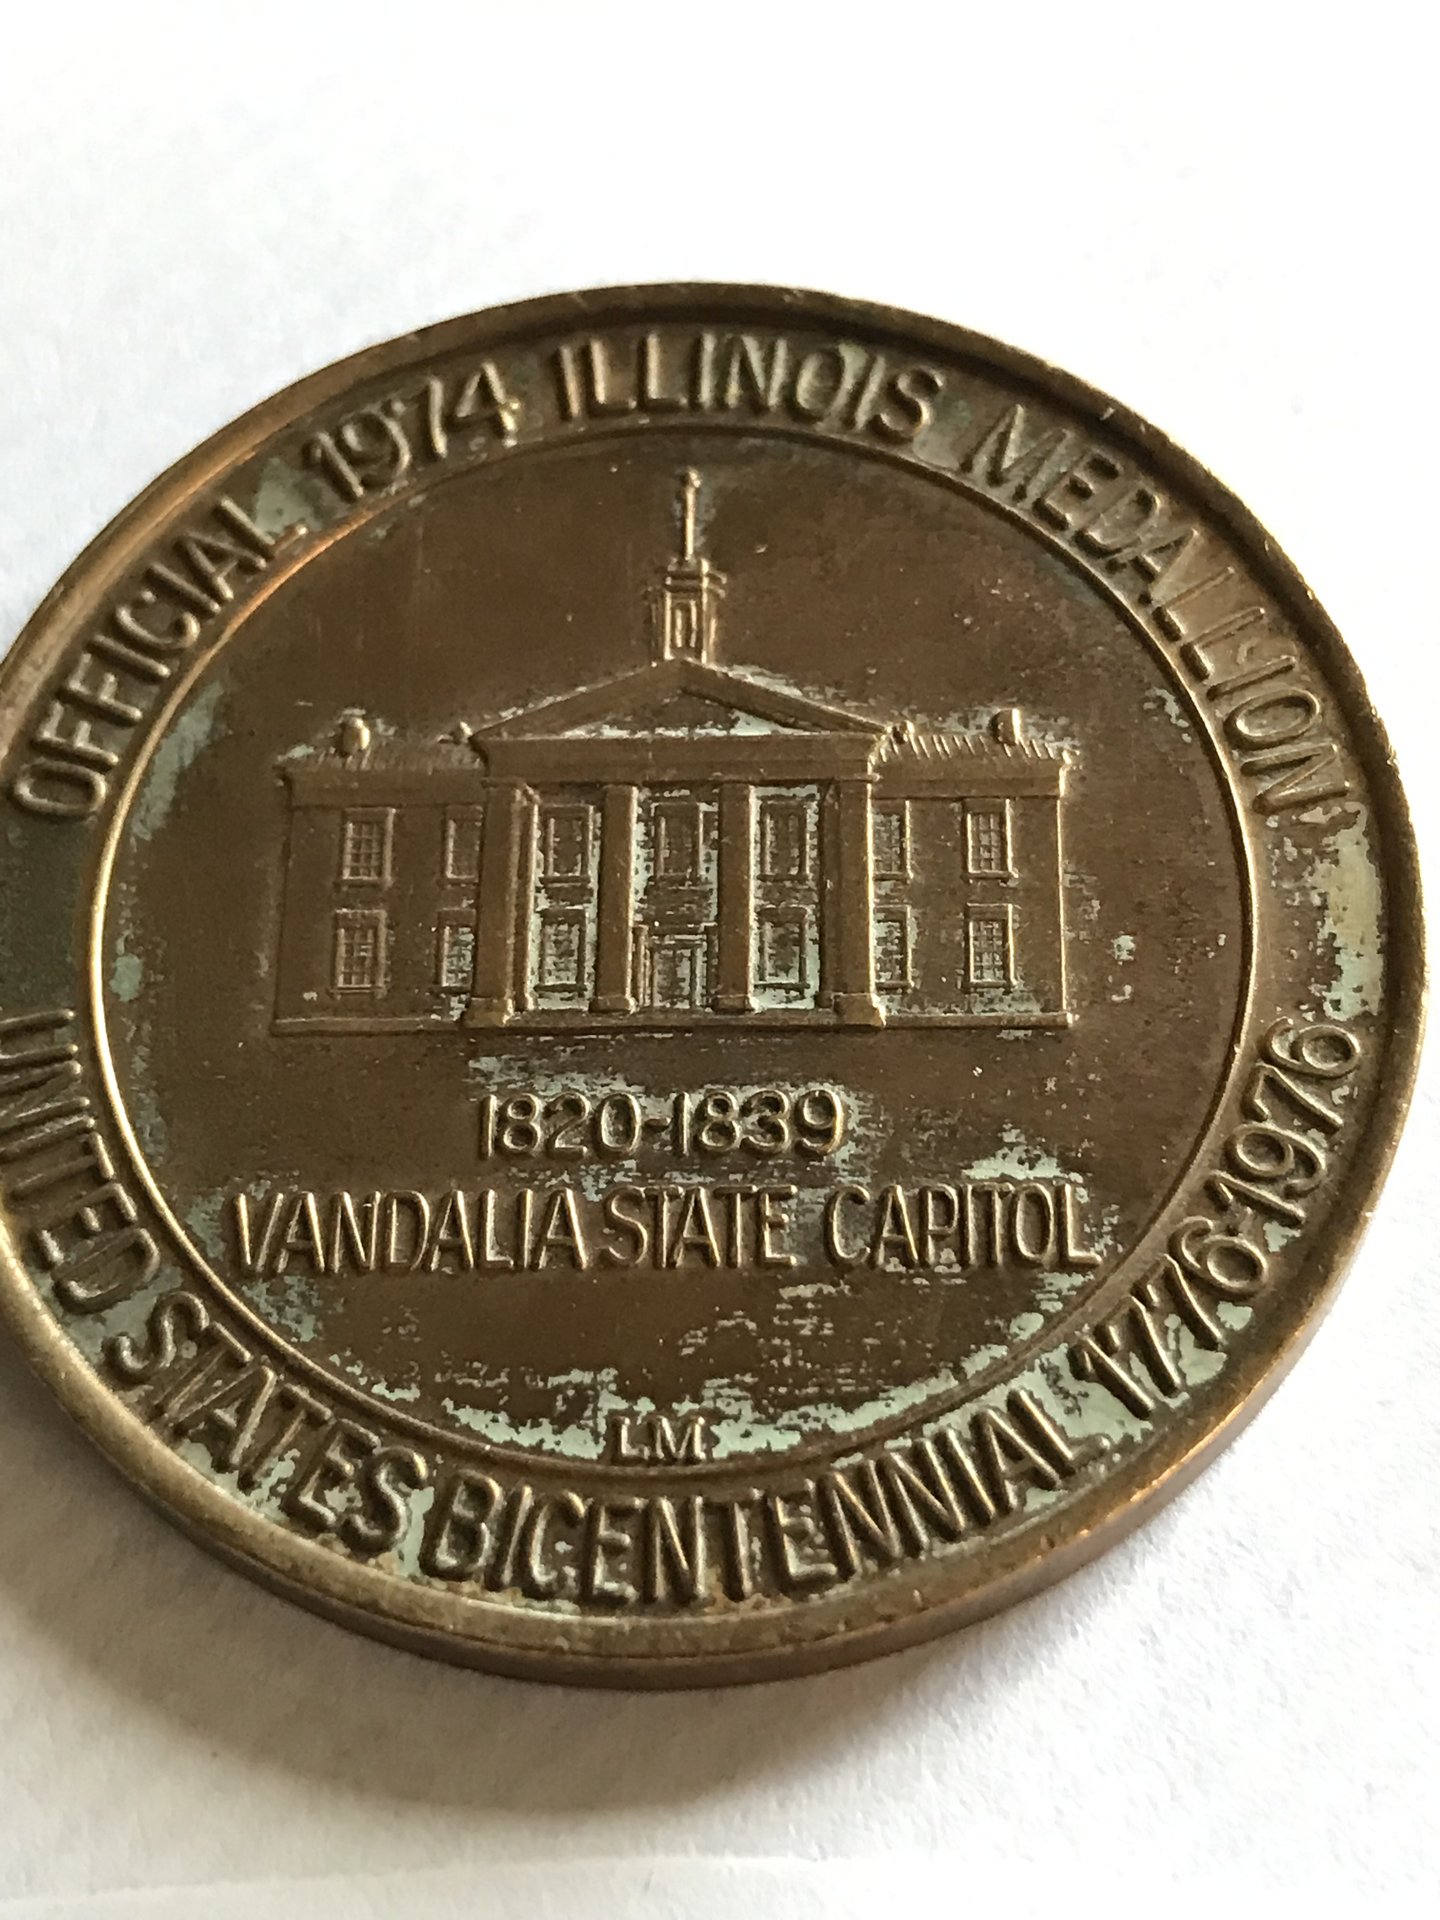 OFFICIAL 1974 ILLINOIS MEDALLION
1820-1839
VANDALIA STATE CAPITOL
LM
UNITED STATES BICENTENNIAL 1776-1976